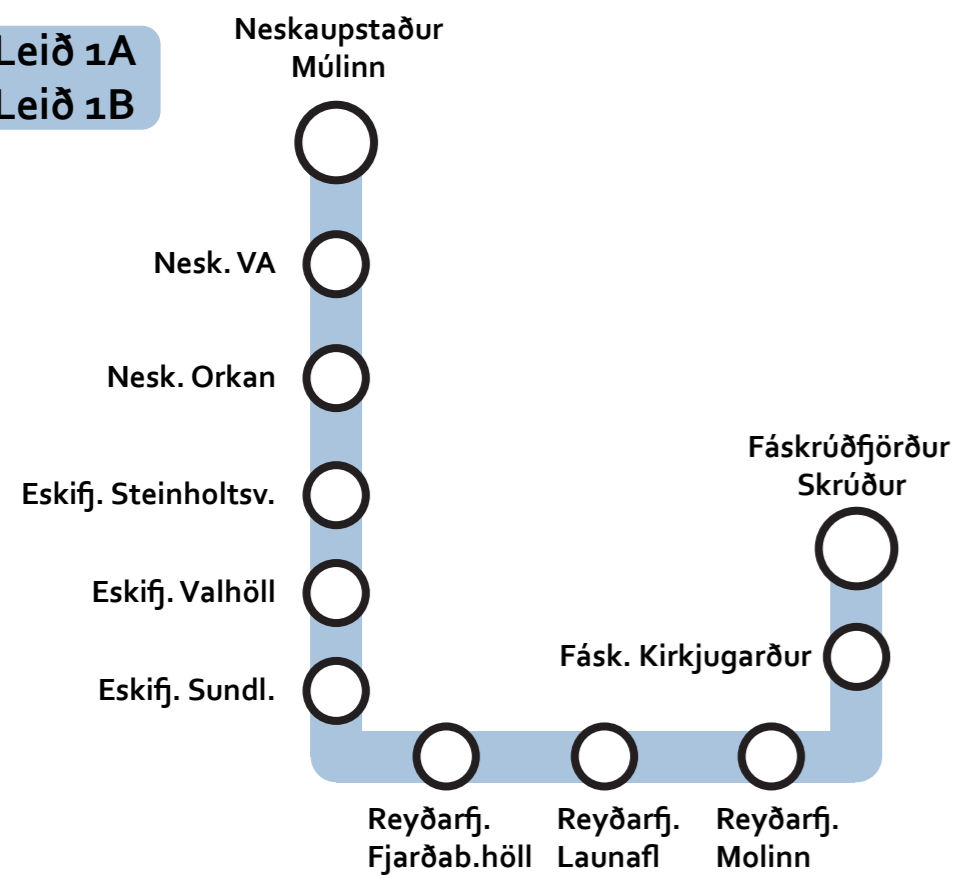 Leið 1A
Leið 1B
Neskaupstaður
Múlinn
Nesk. VA
Nesk. Orkan
Eskifj. Steinholtsv.
Eskifj. Valhöll
Eskifj. Sundl.
Reyðarfj.
Fjarðab.höll
Reyðarfj.
Launafl
Reyðarfj.
Molinn
Fásk. Kirkjugarður
Fáskrúðfjörður
Skrúður